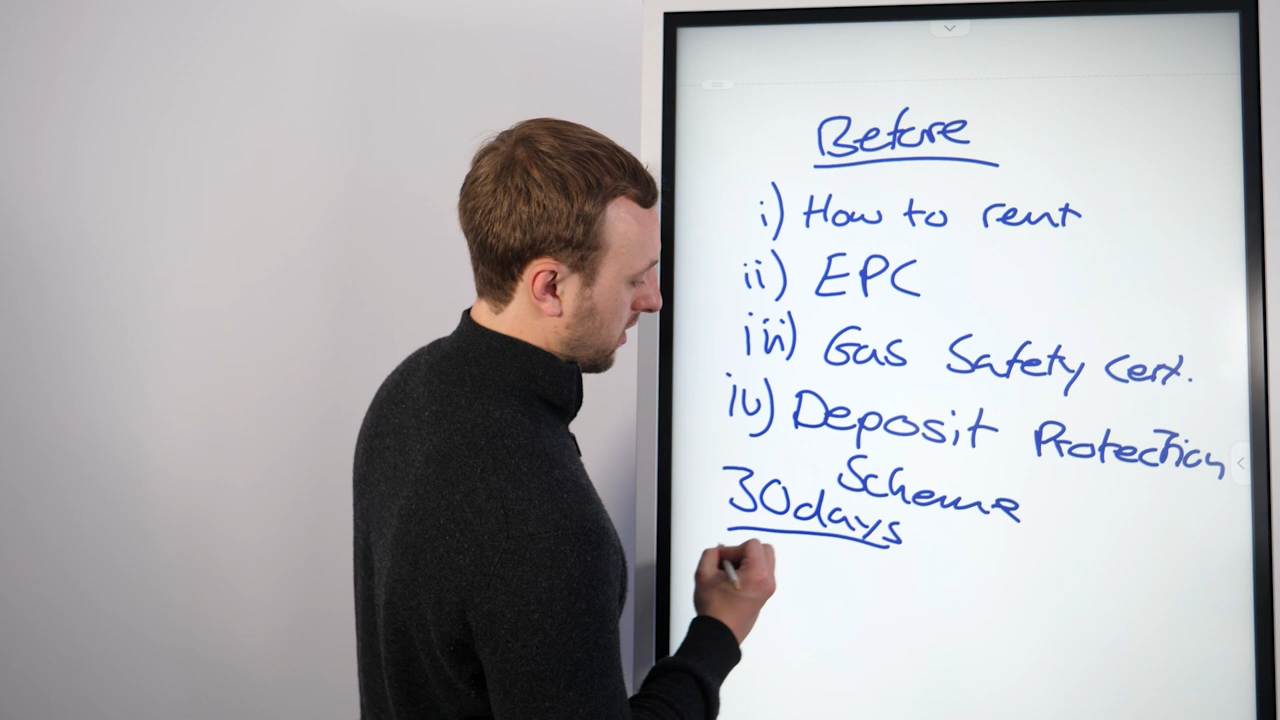 Before
i) How to rent
ii) EPC
iii) Gas Safety Cert.
iv) Deposit Protection
Scheme
30days